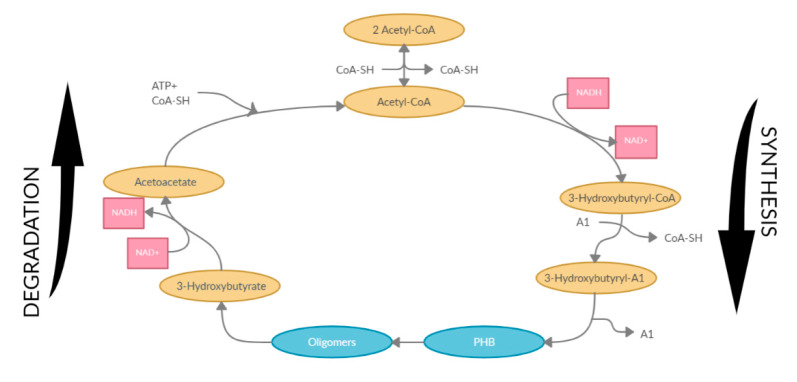 2 Acetyl-CoA
CoA-SH
CoA-SH
Acetyl-CoA
ATP+
CoA-SH
NADH
NAD+
Acetoacetate
3-Hydroxybutyryl-CoA
NADH
NAD+
A1
CoA-SH
3-Hydroxybutyrate
3-Hydroxybutyryl-A1
Oligomers
PHB
A1
DEGRADATION
SYNTHESIS